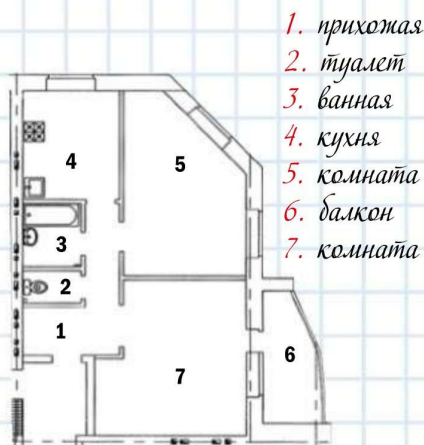 1. прихожая
2. туалет
3. ванная
4. кухня
5. комната
6. балкон
7. комната
4
5
3
2
1
6
7